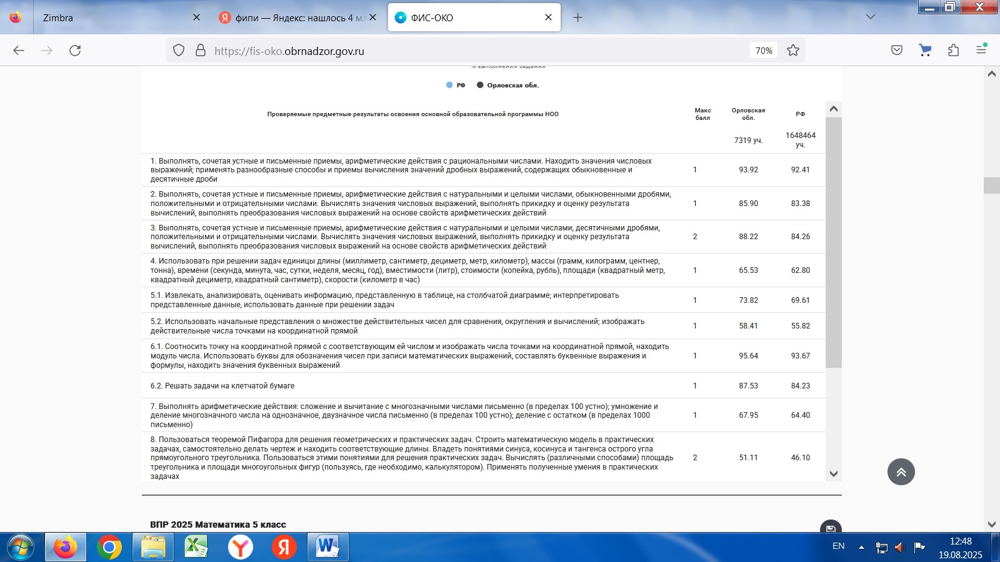 Zimbra
фипи — Яндекс: нашлось 4 мл
ФИС-ОКО
https://fis-oko.obrnadzor.gov.ru
70%
% выполнения задания
РФ Орловская обл.
Проверяемые предметные результаты освоения основной образовательной программы НОО
Макс балл
Орловская обл.
РФ
7319 уч.
1648464 уч.
1. Выполнять, сочетая устные и письменные приемы, арифметические действия с рациональными числами. Находить значения числовых
выражений; применять разнообразные способы и приемы вычисления значений дробных выражений, содержащих обыкновенные и
десятичные дроби
1 93.92 92.41
2. Выполнять, сочетая устные и письменные приемы, арифметические действия с натуральными и целыми числами, обыкновенными дробями,
положительными и отрицательными числами. Вычислять значения числовых выражений, выполнять прикидку и оценку результата
вычислений, выполнять преобразования числовых выражений на основе свойств арифметических действий
1 85.90 83.38
3. Выполнять, сочетая устные и письменные приемы, арифметические действия с натуральными и целыми числами, десятичными дробями,
положительными и отрицательными числами. Вычислять значения числовых выражений, выполнять прикидку и оценку результата
вычислений, выполнять преобразования числовых выражений на основе свойств арифметических действий
2 88.22 84.26
4. Использовать при решении задач единицы длины (миллиметр, сантиметр, дециметр, метр, километр), массы (грамм, килограмм, центнер,
тонна), времени (секунда, минута, час, сутки, неделя, месяц, год), вместимости (литр), стоимости (копейка, рубль), площади (квадратный метр,
квадратный дециметр, квадратный сантиметр), скорости (километр в час)
1 65.53 62.80
5.1. Извлекать, анализировать, оценивать информацию, представленную в таблице, на столбчатой диаграмме; интерпретировать
представленные данные, использовать данные при решении задач
1 73.82 69.61
5.2. Использовать начальные представления о множестве действительных чисел для сравнения, округления и вычислений; изображать
действительные числа точками на координатной прямой
1 58.41 55.82
6.1. Соотносить точку на координатной прямой с соответствующим ей числом и изображать числа точками на координатной прямой, находить
модуль числа. Использовать буквы для обозначения чисел при записи математических выражений, составлять буквенные выражения и
формулы, находить значения буквенных выражений
1 95.64 93.67
6.2. Решать задачи на клетчатой бумаге
1 87.53 84.23
7. Выполнять арифметические действия: сложение и вычитание с многозначными числами письменно (в пределах 100 устно); умножение и
деление многозначного числа на однозначное, двузначное числа письменно (в пределах 100 устно); деление с остатком (в пределах 1000
письменно)
1 67.95 64.40
8. Пользоваться теоремой Пифагора для решения геометрических и практических задач. Строить математическую модель в практических
задачах, самостоятельно делать чертеж и находить соответствующие длины. Владеть понятиями синуса, косинуса и тангенса острого угла
прямоугольного треугольника. Пользоваться этими понятиями для решения практических задач. Вычислять (различными способами) площадь
треугольника и площади многоугольных фигур (пользуясь, где необходимо, калькулятором). Применять полученные умения в практических
задачах
2 51.11 46.10
ВПР 2025 Математика 5 класс
EN
12:48
19.08.2025